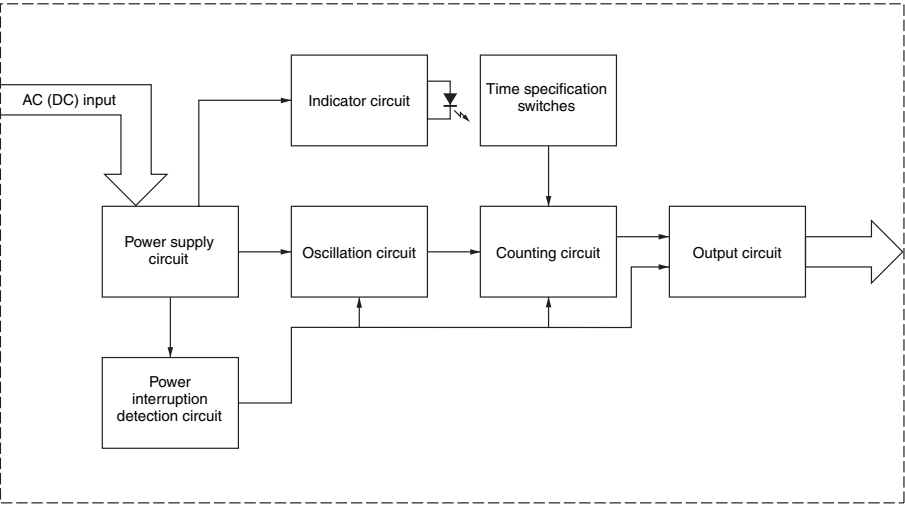 AC (DC) input
Indicator circuit
Time specification
switches
Power supply
circuit
Oscillation circuit
Counting circuit
Output circuit
Power
interruption
detection circuit